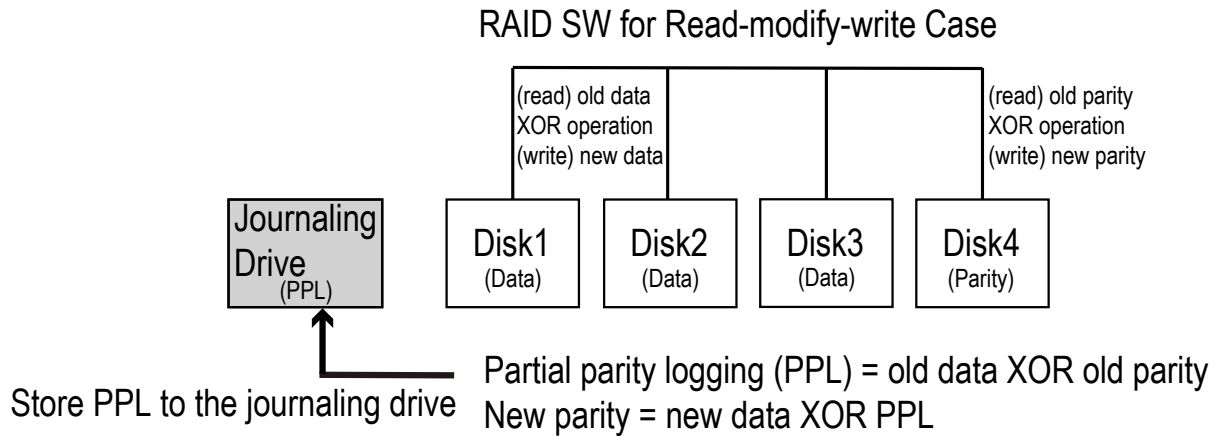 RAID SW for Read-modify-write Case
(read) old data
XOR operation
(write) new data
(read) old parity
XOR operation
(write) new parity
Journaling
Drive
(PPL)
Disk1
(Data)
Disk2
(Data)
Disk3
(Data)
Disk4
(Parity)
Store PPL to the journaling drive
Partial parity logging (PPL) = old data XOR old parity
New parity = new data XOR PPL